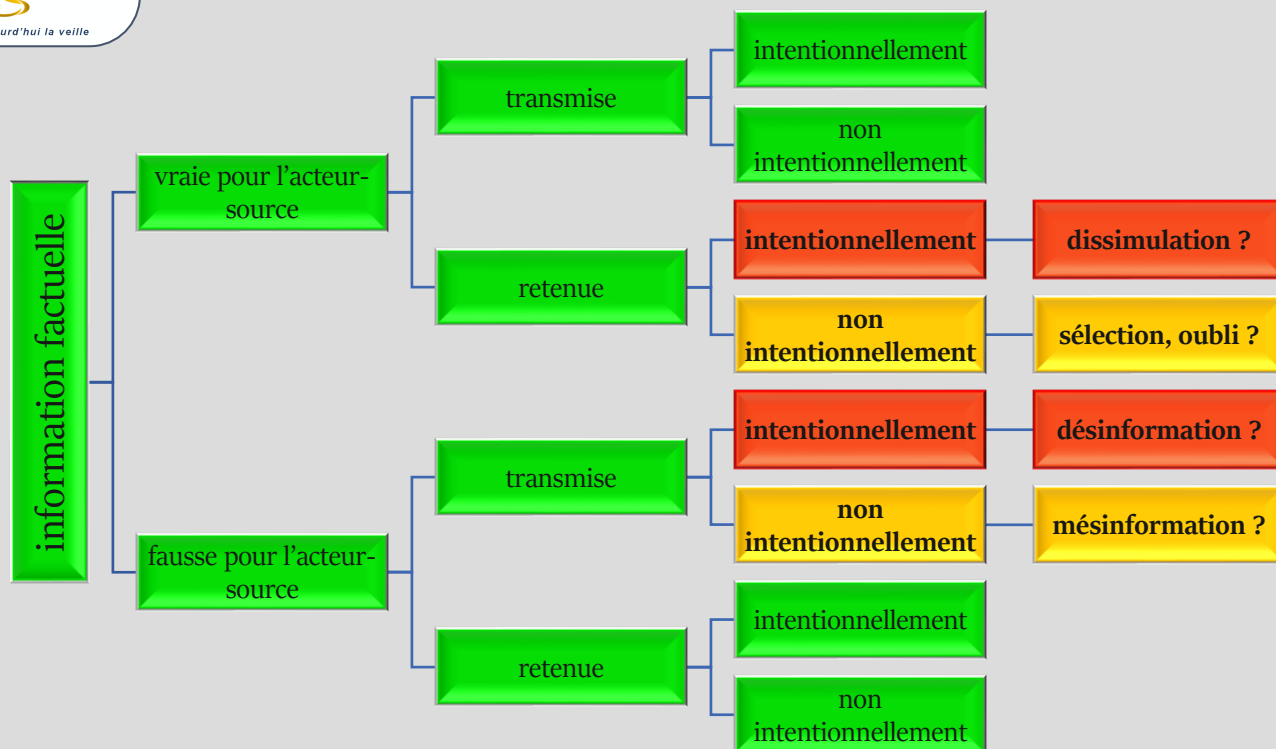 urd'hui la veille
information factuelle
vraie pour l'acteur-
source
transmise
intentionnellement
non
intentionnellement
retenue
intentionnellement
dissimulation ?
non
intentionnellement
sélection, oubli ?
fausse pour l'acteur-
source
transmise
intentionnellement
désinformation ?
non
intentionnellement
mésinformation ?
retenue
intentionnellement
non
intentionnellement